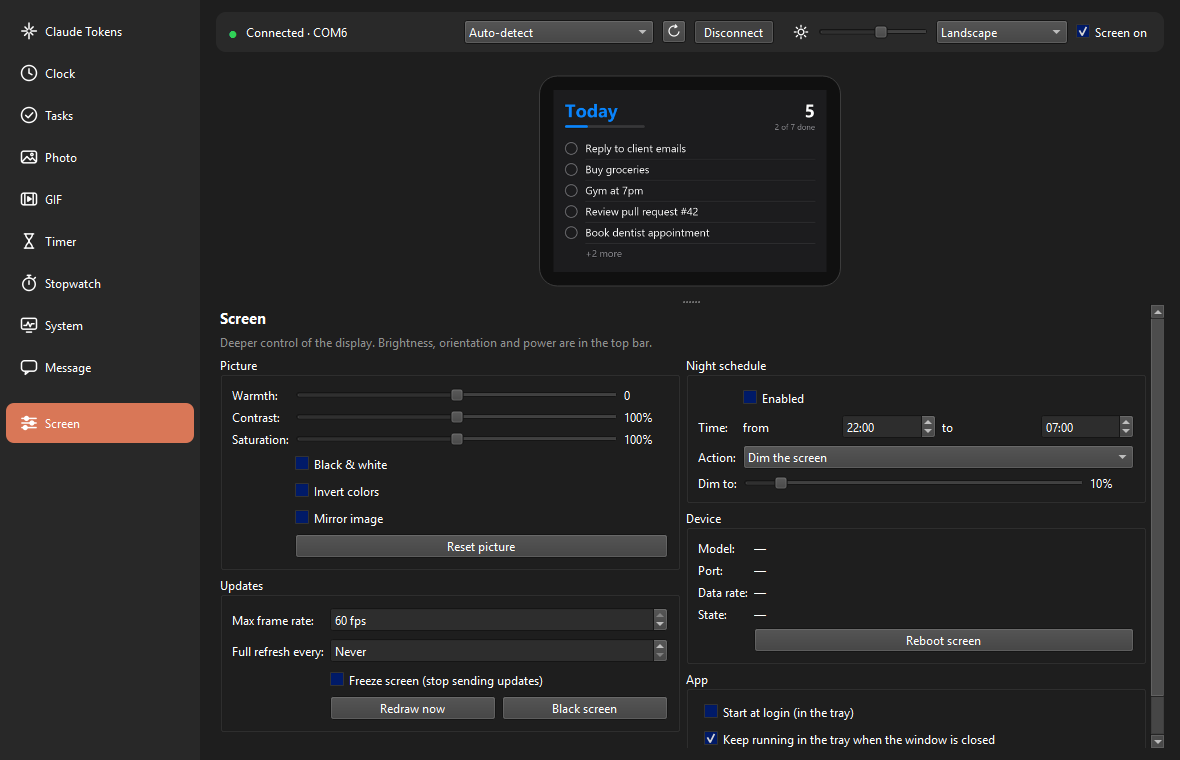 Claude Tokens
Clock
Tasks
Photo
GIF
Timer
Stopwatch
System
Message
Screen
Connected · COM6
Auto-detect
Disconnect
Landscape
Screen on
Today
5
2 of 7 done
Reply to client emails
Buy groceries
Gym at 7pm
Review pull request #42
Book dentist appointment
+2 more
Screen
Deeper control of the display. Brightness, orientation and power are in the top bar.
Picture
Warmth: 0
Contrast: 100%
Saturation: 100%
Black & white
Invert colors
Mirror image
Reset picture
Updates
Max frame rate: 60 fps
Full refresh every: Never
Freeze screen (stop sending updates)
Redraw now
Black screen
Night schedule
Enabled
Time: from 22:00 to 07:00
Action: Dim the screen
Dim to: 10%
Device
Model: —
Port: —
Data rate: —
State: —
Reboot screen
App
Start at login (in the tray)
Keep running in the tray when the window is closed